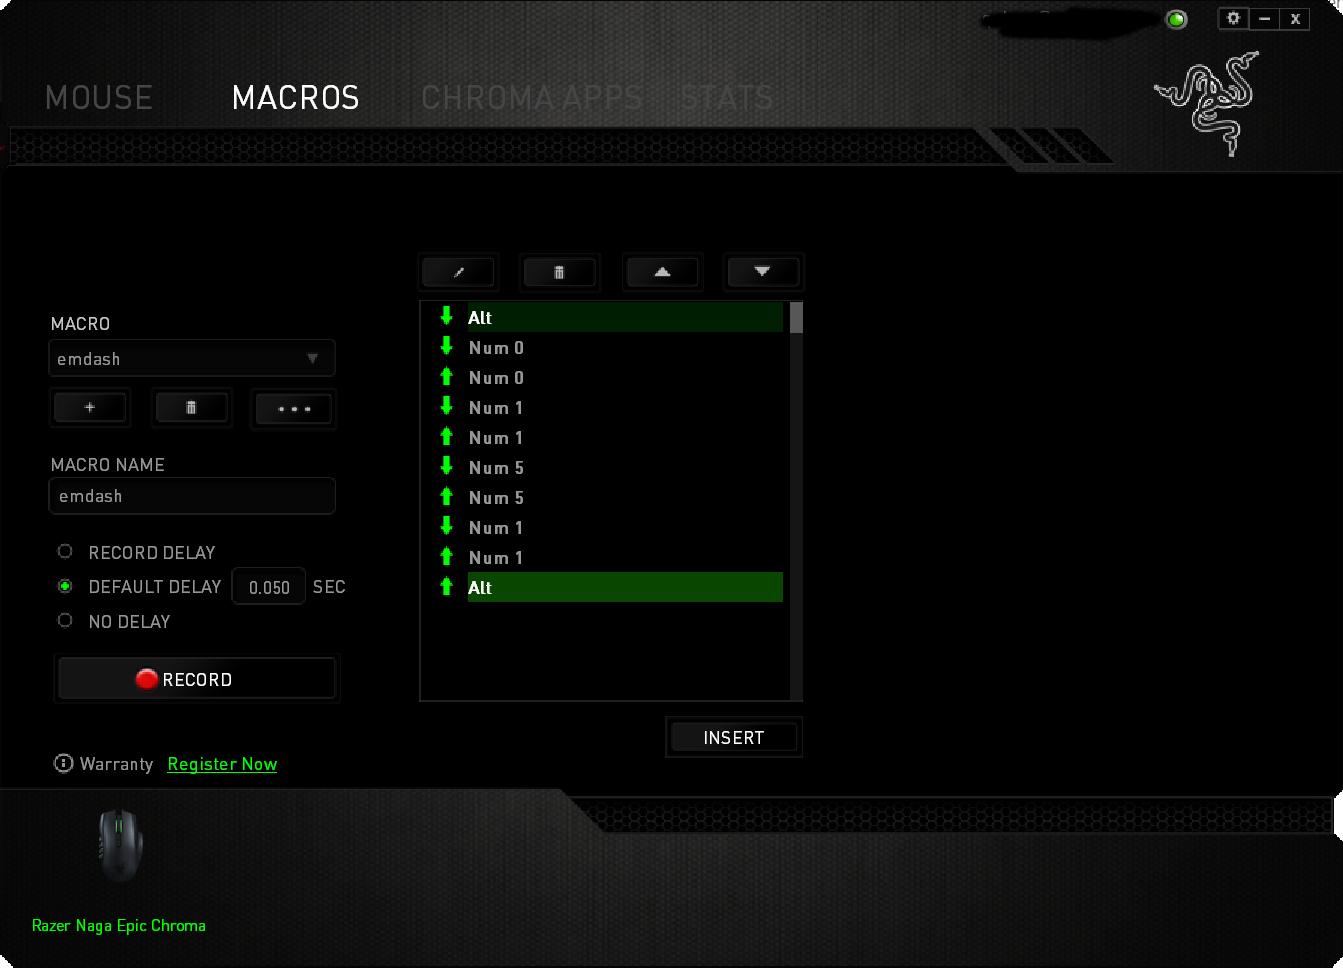 MOUSE MACROS CHROMA APPS STATS
MACRO
emdash
MACRO NAME
emdash
RECORD DELAY
DEFAULT DELAY 0.050 SEC
NO DELAY
RECORD
Warranty Register Now
Alt
Num 0
Num 0
Num 1
Num 1
Num 5
Num 5
Num 1
Num 1
Alt
INSERT
Razer Naga Epic Chroma